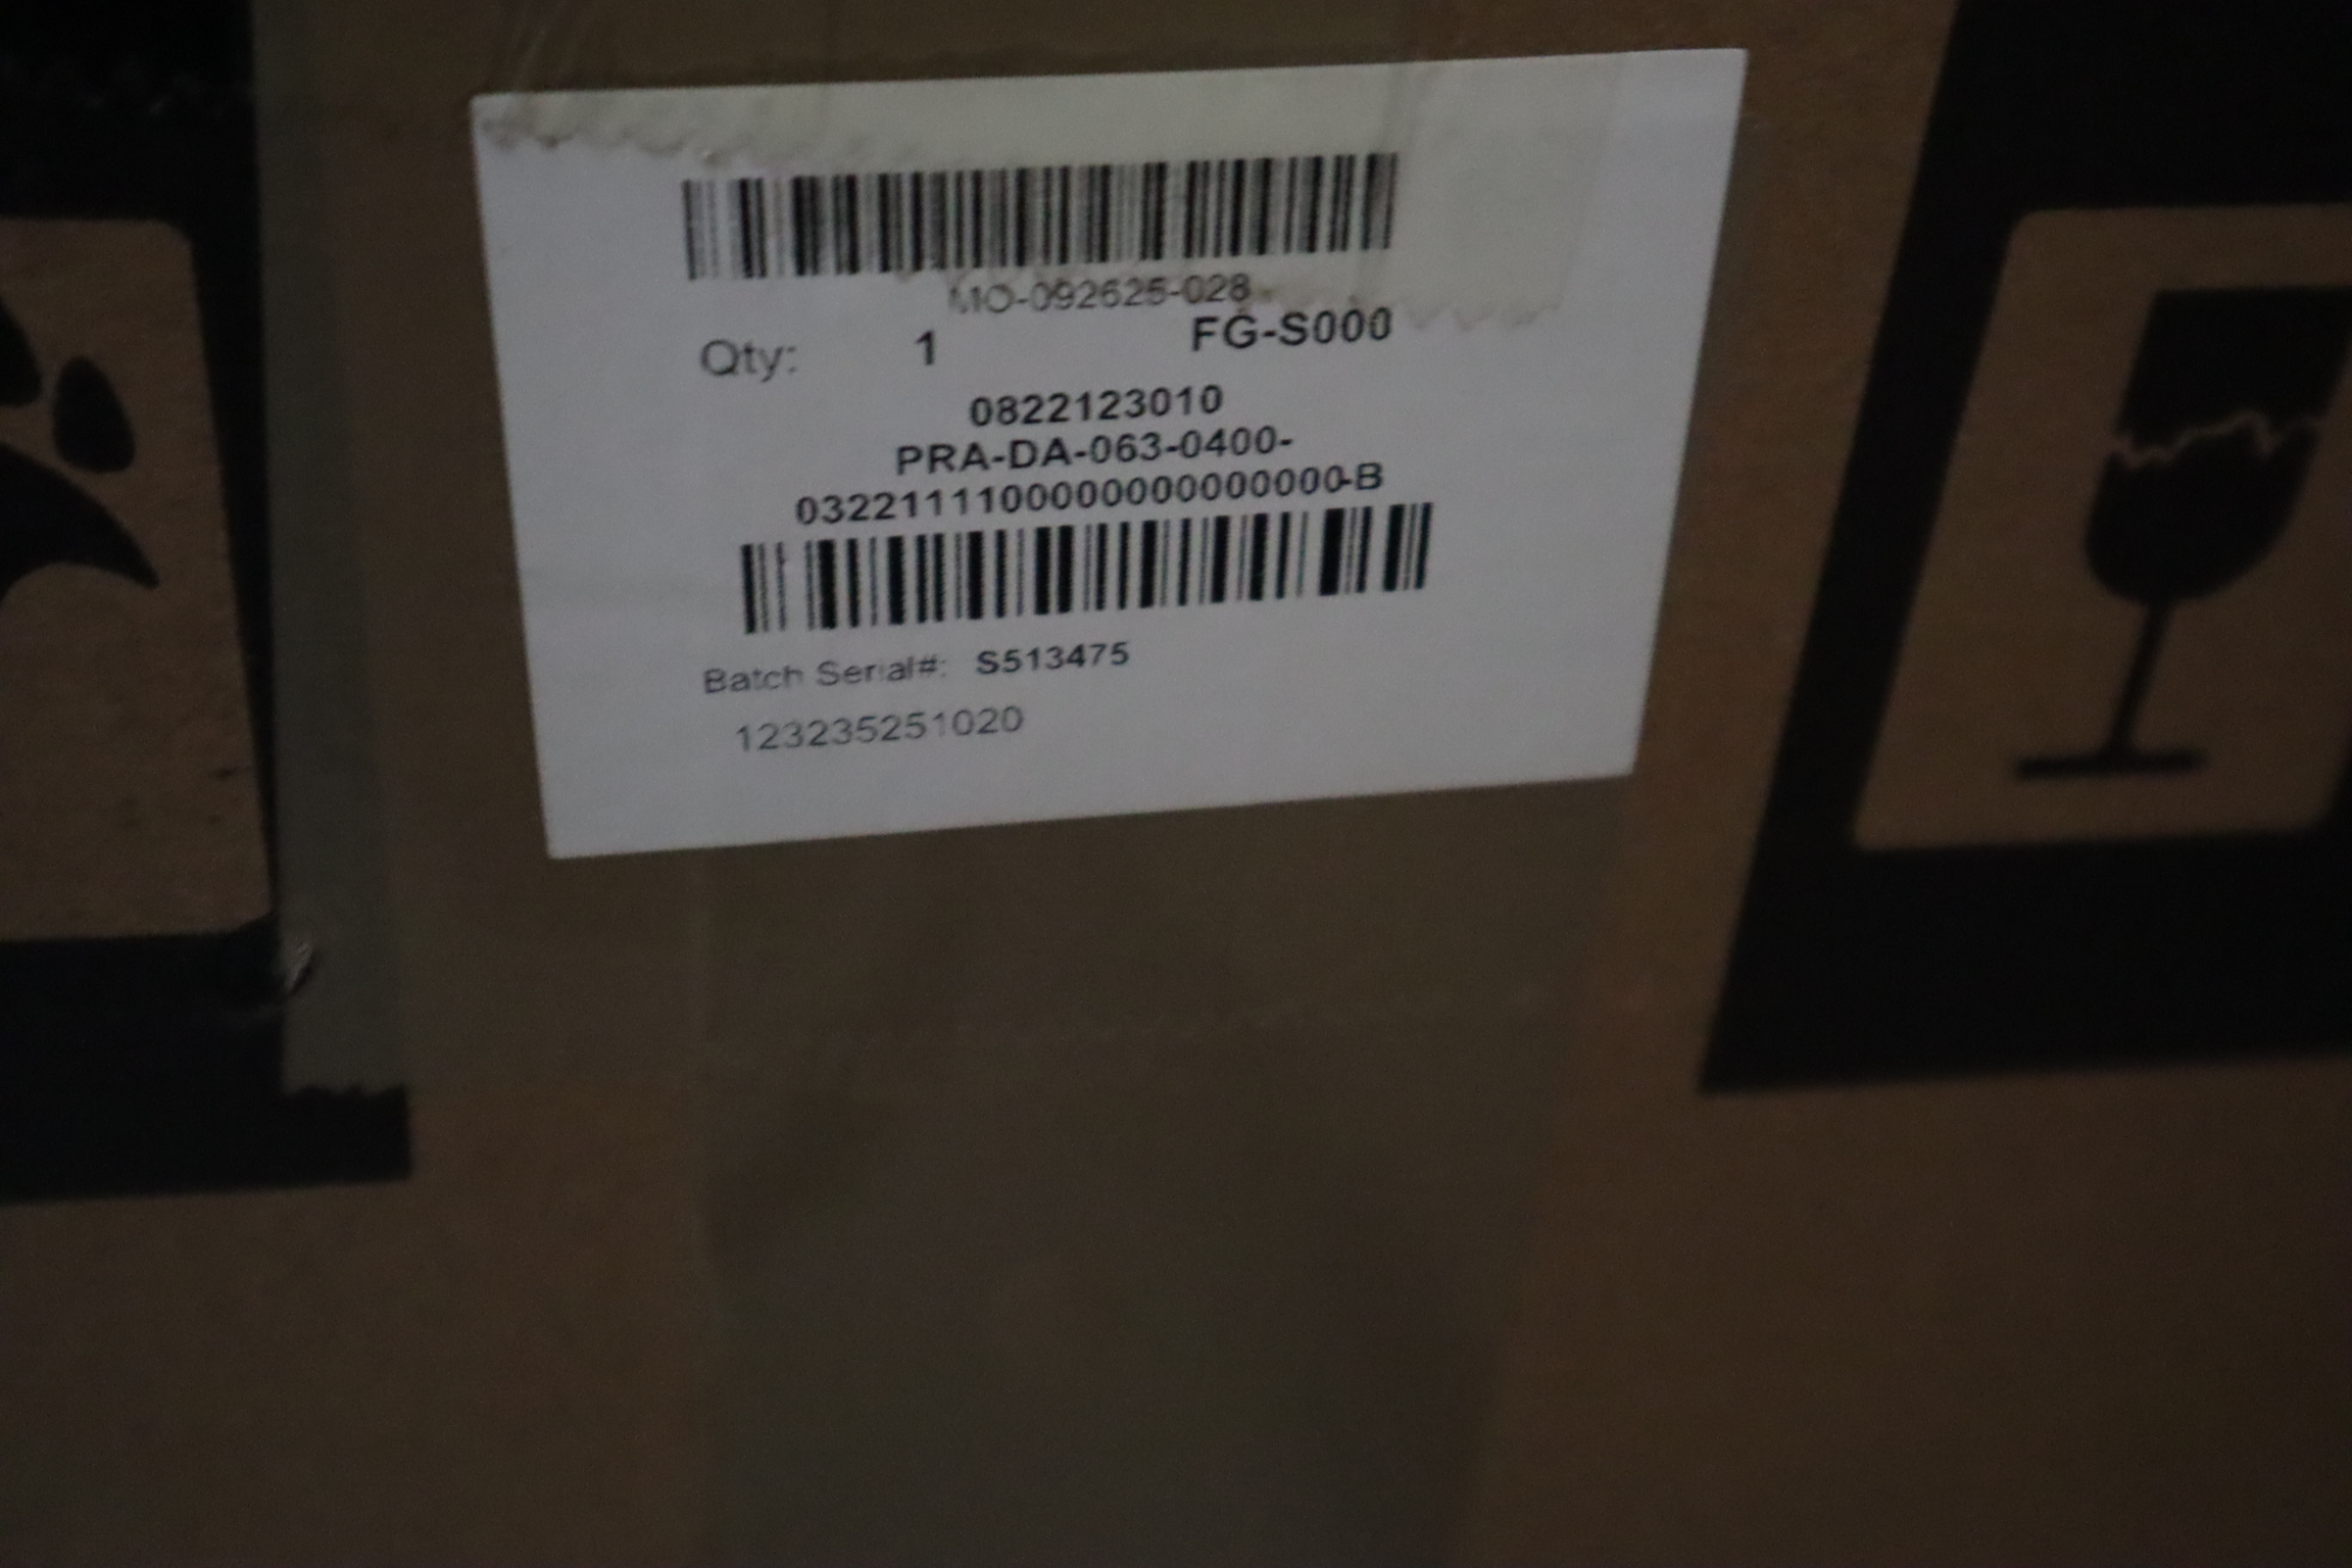 MO-092625-028
Qty: 1 FG-S000
0822123010
PRA-DA-063-0400-
0322111100000000000000-B
Batch Serial#: S513475
123235251020